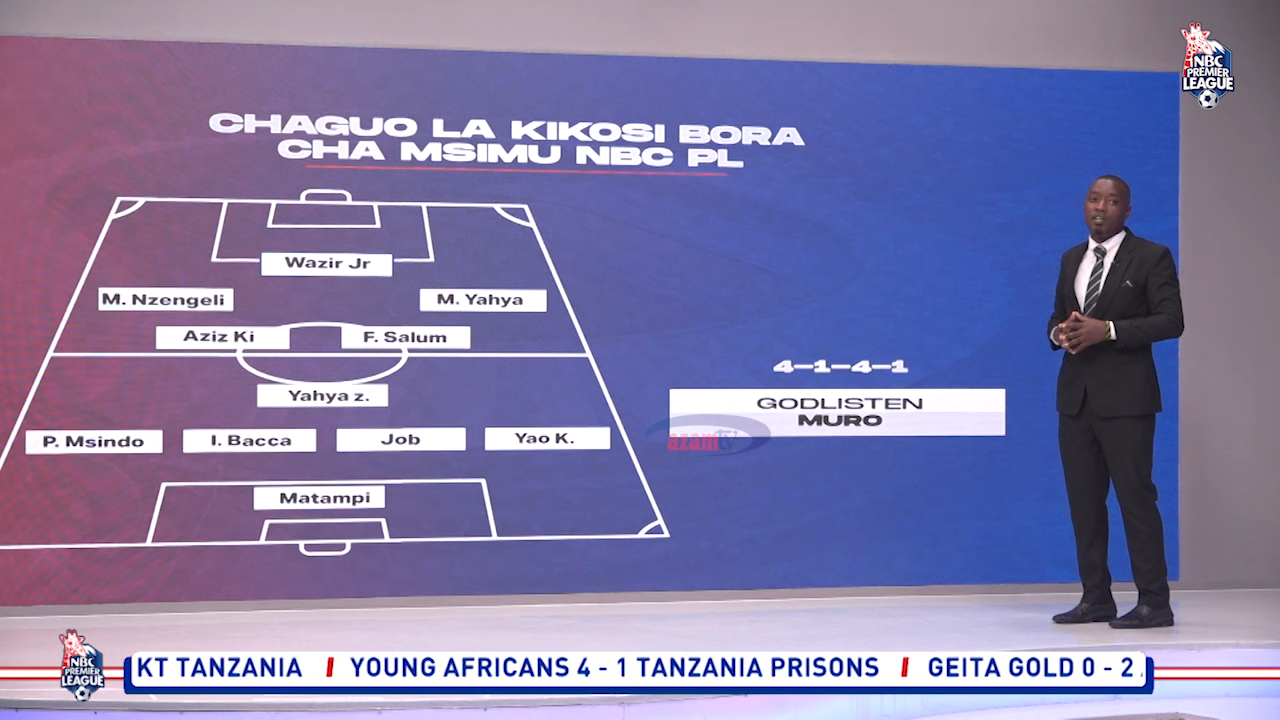 NBC
PREMIER
LEAGUE
CHAGUO LA KIKOSI BORA
CHA MSIMU NBC PL
Wazir Jr
M. Nzengeli
M. Yahya
Aziz Ki
F. Salum
Yahya z.
P. Msindo
I. Bacca
Job
Yao K.
Matampi
4-1-4-1
GODLISTEN
MURO
azam tv
NBC
PREMIER
LEAGUE
KT TANZANIA I YOUNG AFRICANS 4 - 1 TANZANIA PRISONS I GEITA GOLD 0 - 2